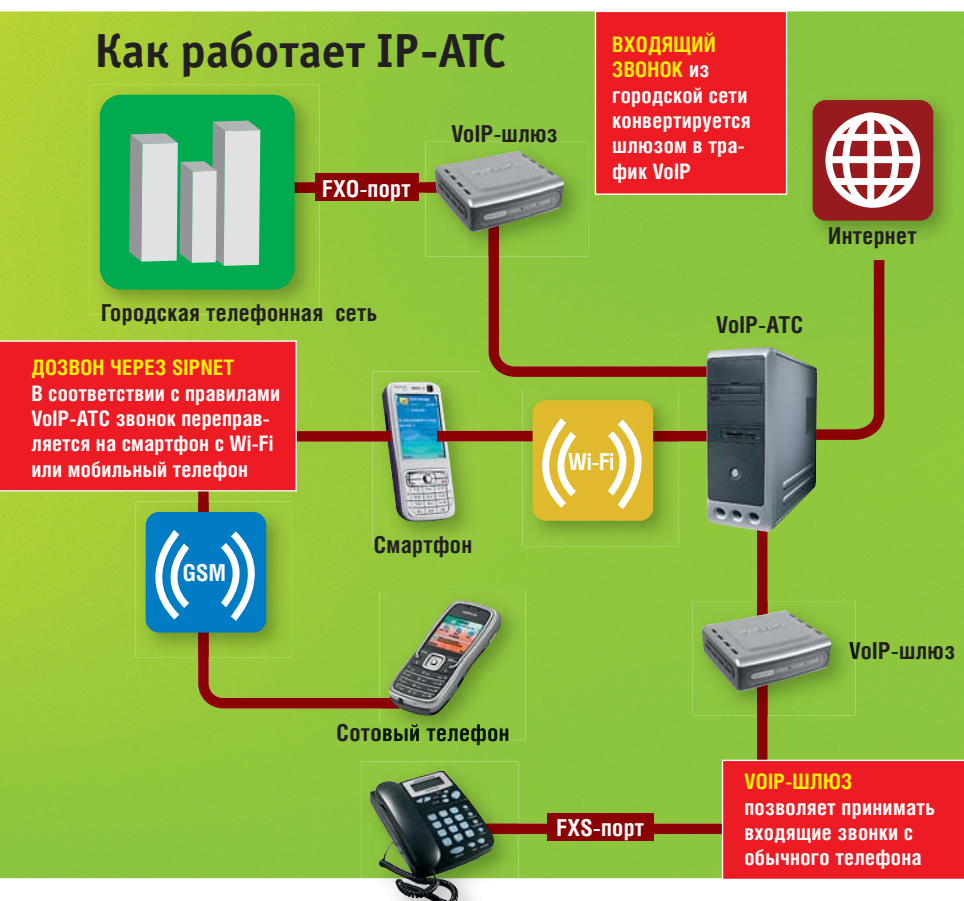 Как работает IP-АТС
ВХОДЯЩИЙ
ЗВОНОК из
городской сети
конвертируется
шлюзом в тра-
фик VoIP
VoIP-шлюз
FXO-порт
Интернет
Городская телефонная сеть
VoIP-АТС
ДОЗВОН ЧЕРЕЗ SIPNET
В соответствии с правилами
VoIP-АТС звонок переправ-
ляется на смартфон с Wi-Fi
или мобильный телефон
Wi-Fi
Смартфон
GSM
VoIP-шлюз
Сотовый телефон
VOIP-ШЛЮЗ
позволяет принимать
входящие звонки с
обычного телефона
FXS-порт